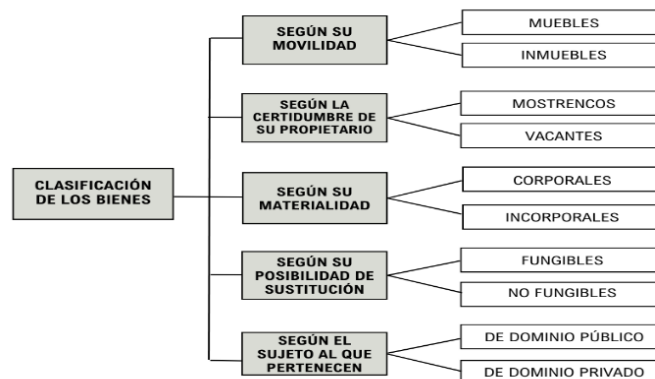 CLASIFICACIÓN
DE LOS BIENES
SEGÚN SU
MOVILIDAD
MUEBLES
INMUEBLES
SEGÚN LA
CERTIDUMBRE DE
SU PROPIETARIO
MOSTRENCOS
VACANTES
SEGÚN SU
MATERIALIDAD
CORPORALES
INCORPORALES
SEGÚN SU
POSIBILIDAD DE
SUSTITUCIÓN
FUNGIBLES
NO FUNGIBLES
SEGÚN EL
SUJETO AL QUE
PERTENECEN
DE DOMINIO PÚBLICO
DE DOMINIO PRIVADO